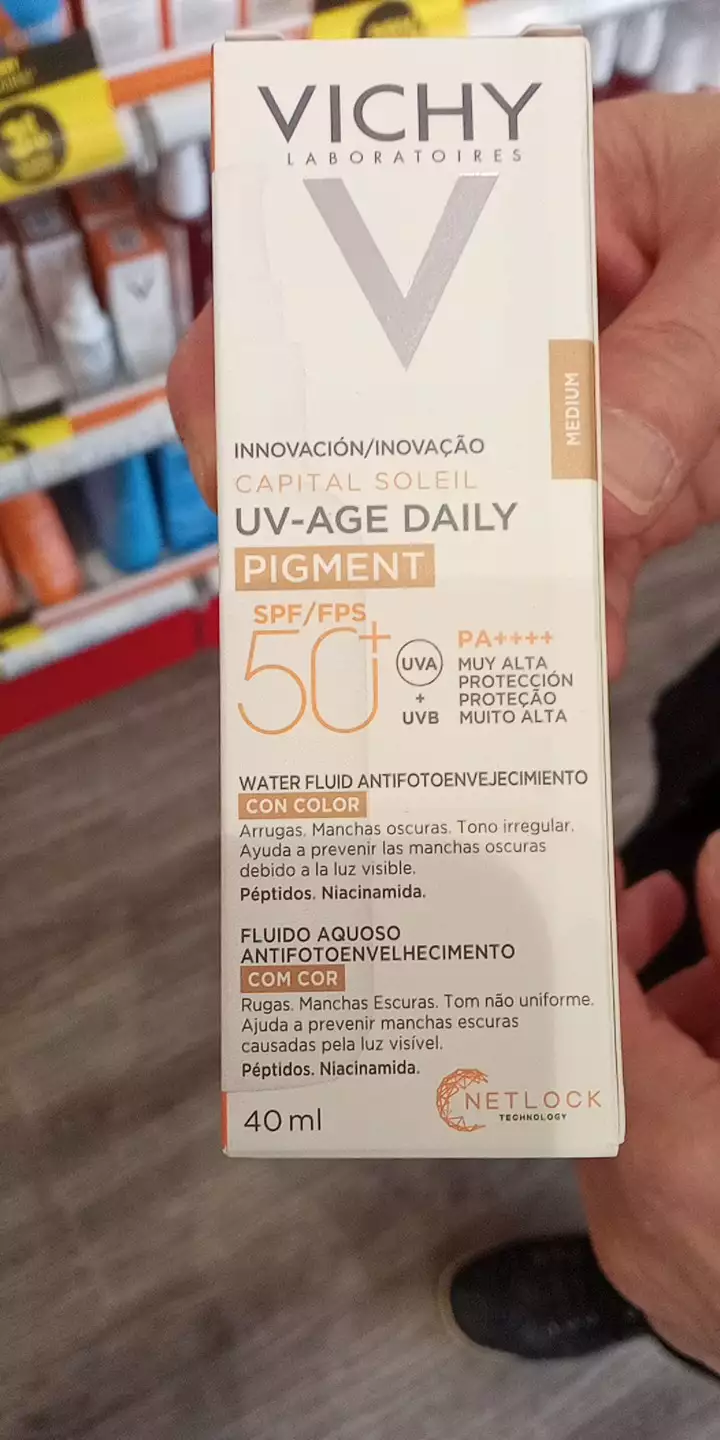 VICHY
LABORATOIRES
MEDIUM
INNOVACIÓN/INOVAÇÃO
CAPITAL SOLEIL
UV-AGE DAILY
PIGMENT
SPF/FPS
50+
UVA
+
UVB
PA++++
MUY ALTA
PROTECCIÓN
PROTEÇÃO
MUITO ALTA
WATER FLUID ANTIFOTOENVEJECIMIENTO
CON COLOR
Arrugas. Manchas oscuras. Tono irregular.
Ayuda a prevenir las manchas oscuras
debido a la luz visible.
Péptidos. Niacinamida.
FLUIDO AQUOSO
ANTIFOTOENVELHECIMENTO
COM COR
Rugas. Manchas Escuras. Tom não uniforme.
Ajuda a prevenir manchas escuras
causadas pela luz visível.
Péptidos. Niacinamida.
40 ml
NETLOCK
TECHNOLOGY